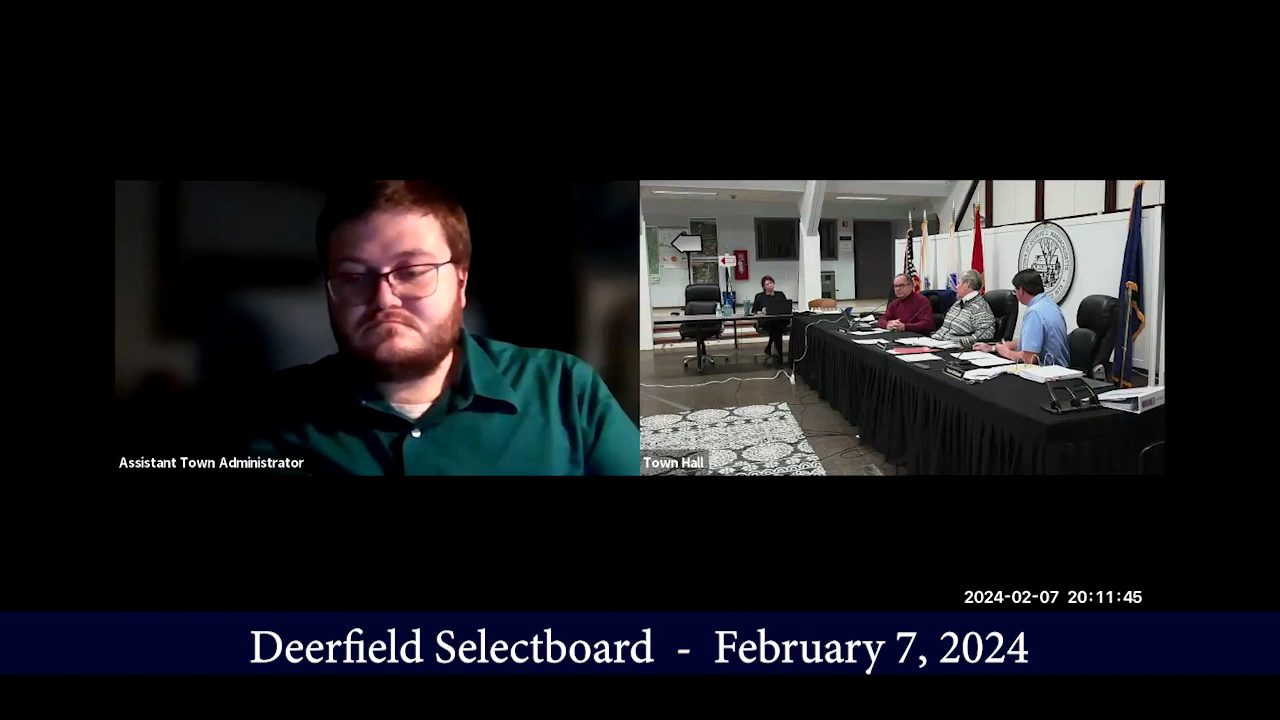 Assistant Town Administrator
Town Hall
2024-02-07 20:11:45
Deerfield Selectboard - February 7, 2024